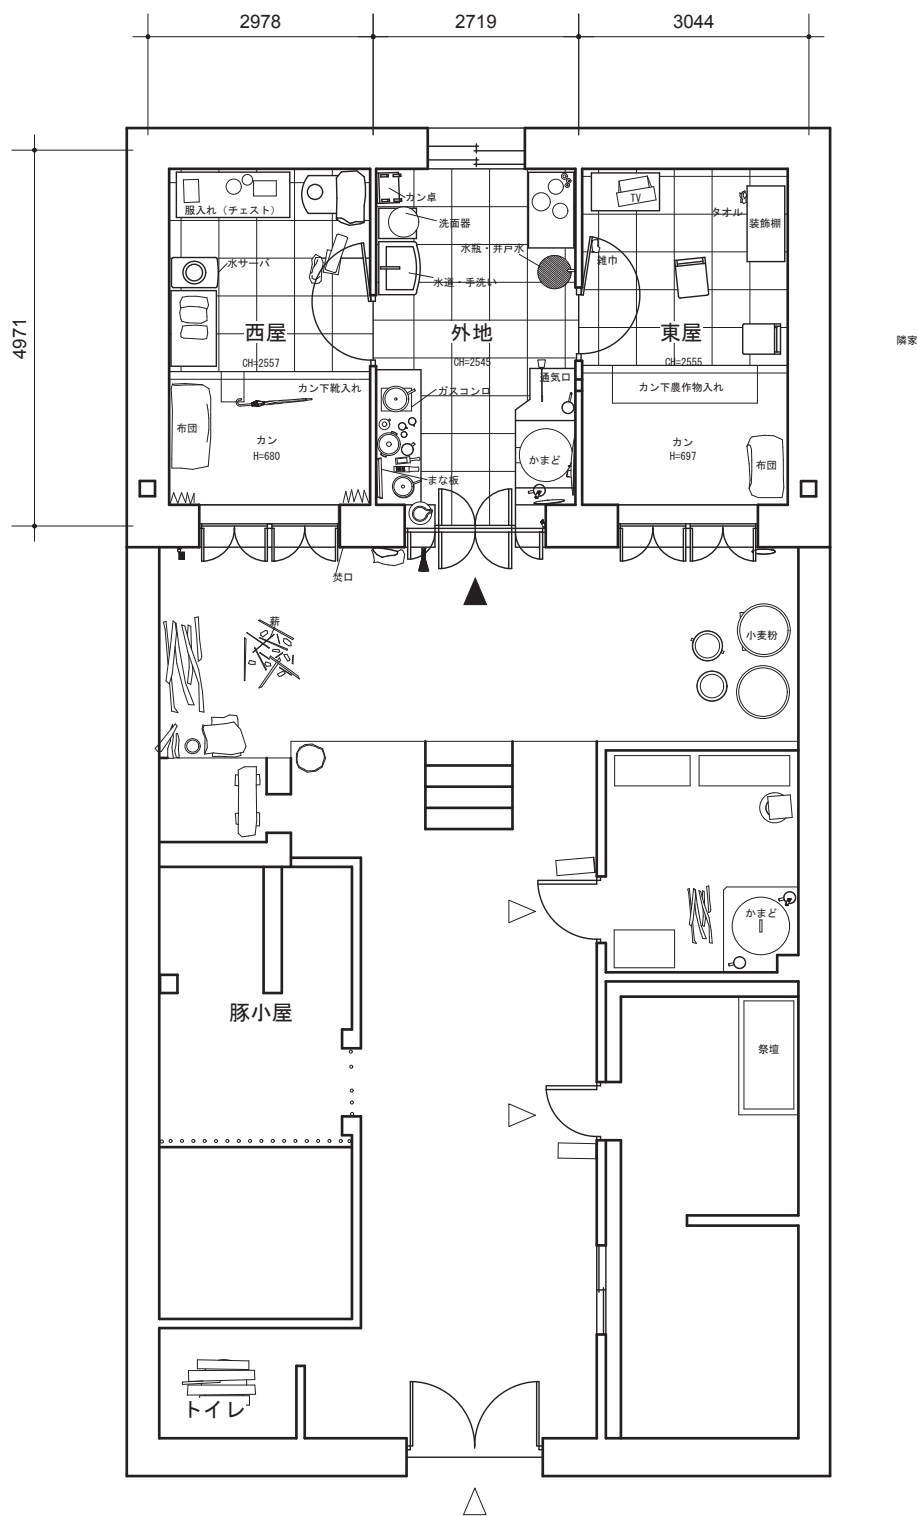 2978
2719
3044
4971
カン卓
服入れ（チェスト）
洗面器
TV
タオル
装飾棚
水サーバ
水瓶・井戸水
雑巾
水道・手洗い
西屋
CH=2557
外地
CH=2545
東屋
CH=2555
隣家
カン下靴入れ
ガスコンロ
通気口
カン下農作物入れ
布団
カン
H=680
まな板
かまど
カン
H=697
布団
焚口
薪
小麦粉
かまど
豚小屋
祭壇
トイレ